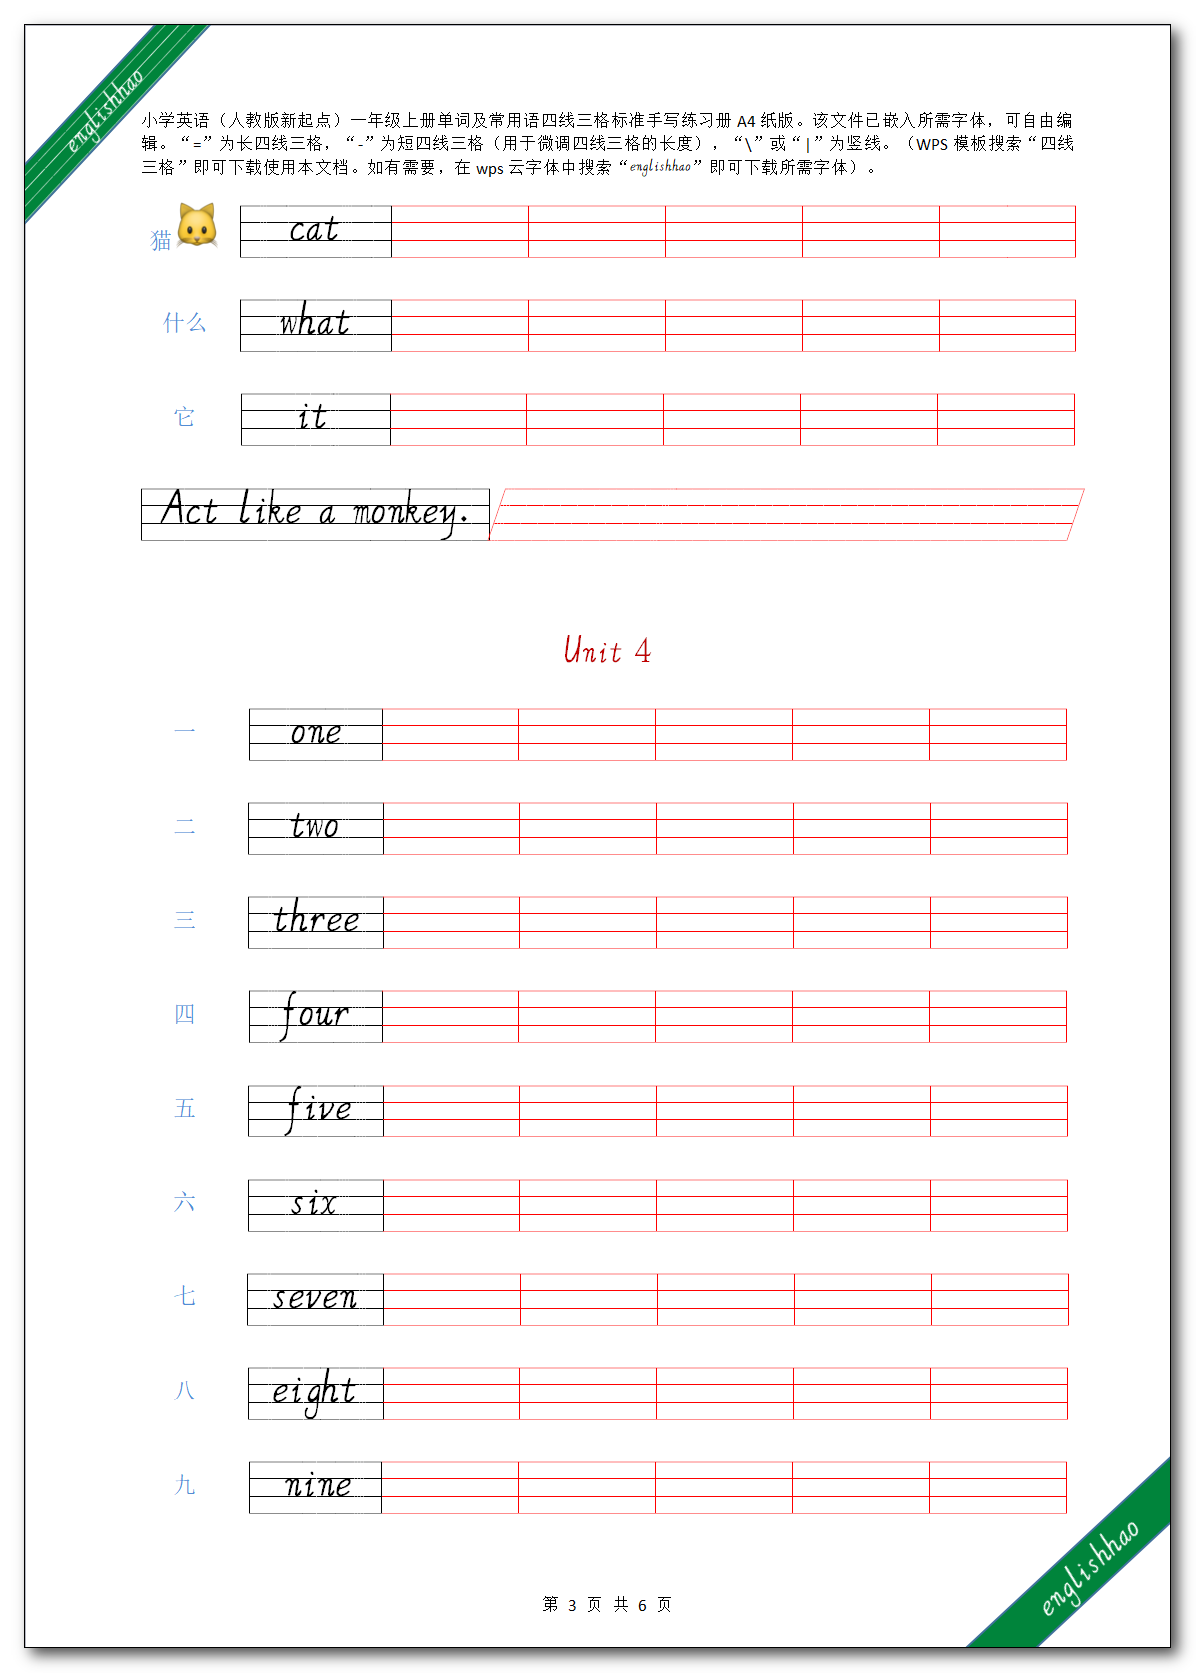 englishhao
小学英语（人教版新起点）一年级上册单词及常用语四线三格标准手写练习册 A4 纸版。该文件已嵌入所需字体，可自由编
辑。“=”为长四线三格，“-”为短四线三格（用于微调四线三格的长度），“\”或“|”为竖线。（WPS 模板搜索“四线
三格”即可下载使用本文档。如有需要，在 wps 云字体中搜索“englishhao”即可下载所需字体）。
猫 cat
什么 what
它 it
Act like a monkey.
Unit 4
一 one
二 two
三 three
四 four
五 five
六 six
七 seven
八 eight
九 nine
englishhao
第 3 页 共 6 页